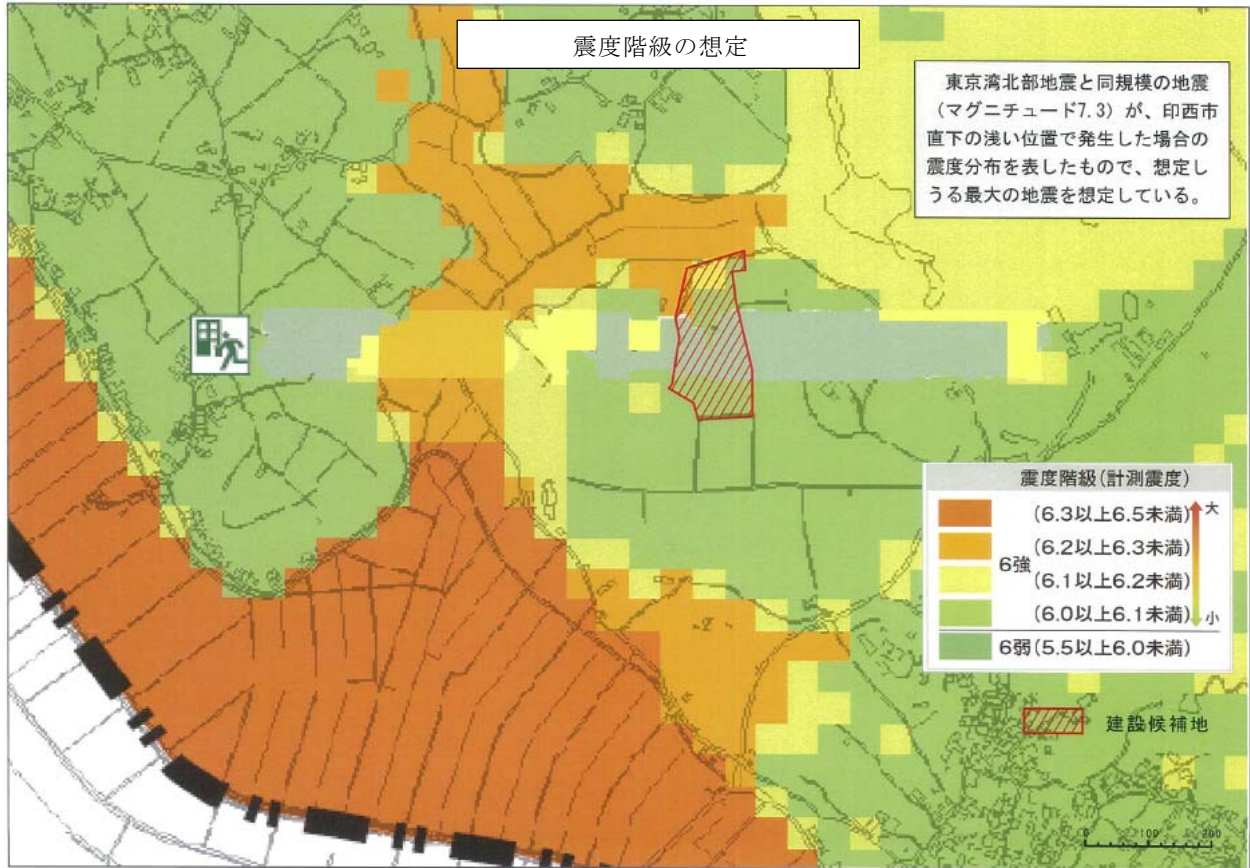 震度階級の想定
東京湾北部地震と同規模の地震
（マグニチュード7.3）が、印西市
直下の浅い位置で発生した場合の
震度分布を表したもので、想定し
うる最大の地震を想定している。
震度階級(計測震度)
(6.3以上6.5未満) 大
(6.2以上6.3未満)
6強
(6.1以上6.2未満)
(6.0以上6.1未満) 小
6弱(5.5以上6.0未満)
建設候補地
0 100 200